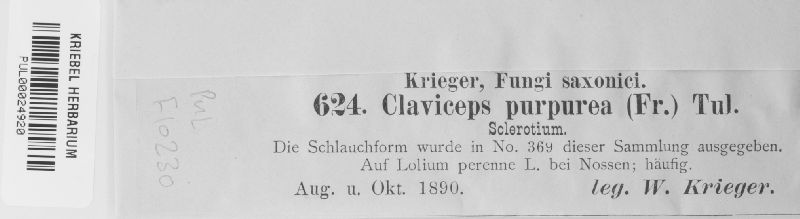 KRIEBEL HERBARIUM
PUL00024920
PUL
F10230
Krieger, Fungi saxonici.
624. Claviceps purpurea (Fr.) Tul.
Sclerotium.
Die Schlauchform wurde in No. 369 dieser Sammlung ausgegeben.
Auf Lolium perenne L. bei Nossen; häufig.
Aug. u. Okt. 1890. leg. W. Krieger.